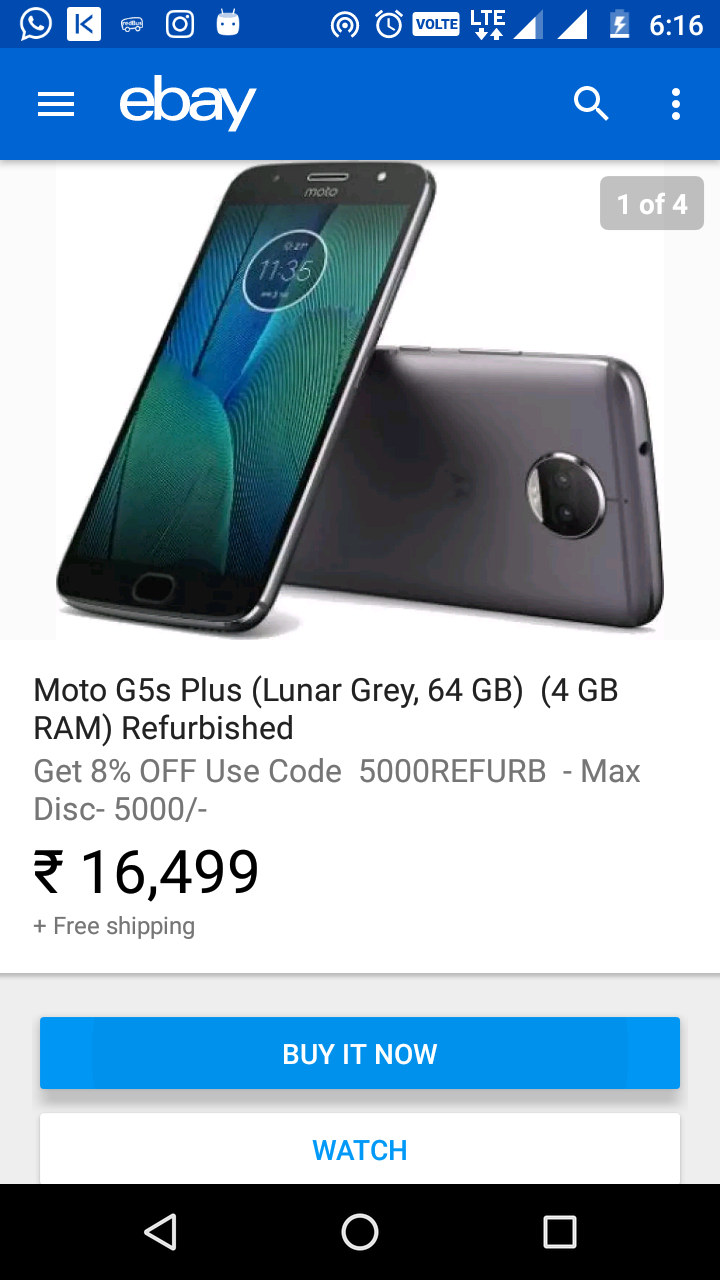 redBus
VOLTE LTE 6:16
ebay
1 of 4
moto
11:35
Moto G5s Plus (Lunar Grey, 64 GB)  (4 GB
RAM) Refurbished
Get 8% OFF Use Code  5000REFURB  - Max
Disc- 5000/-
₹ 16,499
+ Free shipping
BUY IT NOW
WATCH